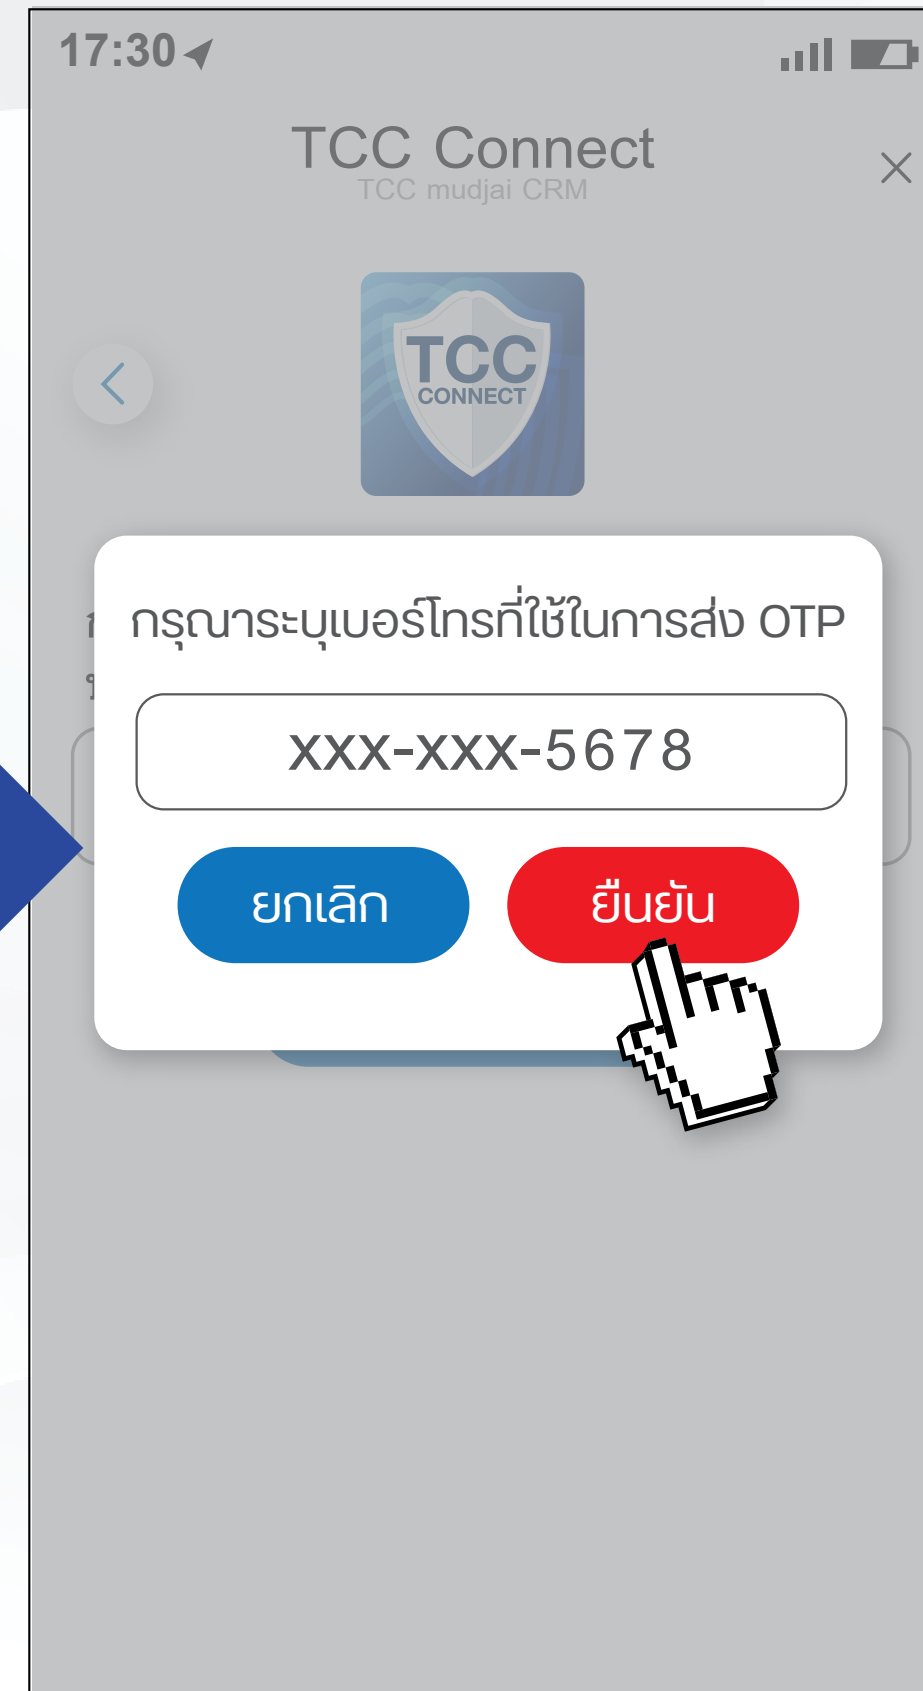 17:30
TCC Connect
TCC mudjai CRM
TCC
CONNECT
กรุณาระบุเบอร์โทรที่ใช้ในการส่ง OTP
xxx-xxx-5678
ยกเลิก
ยืนยัน